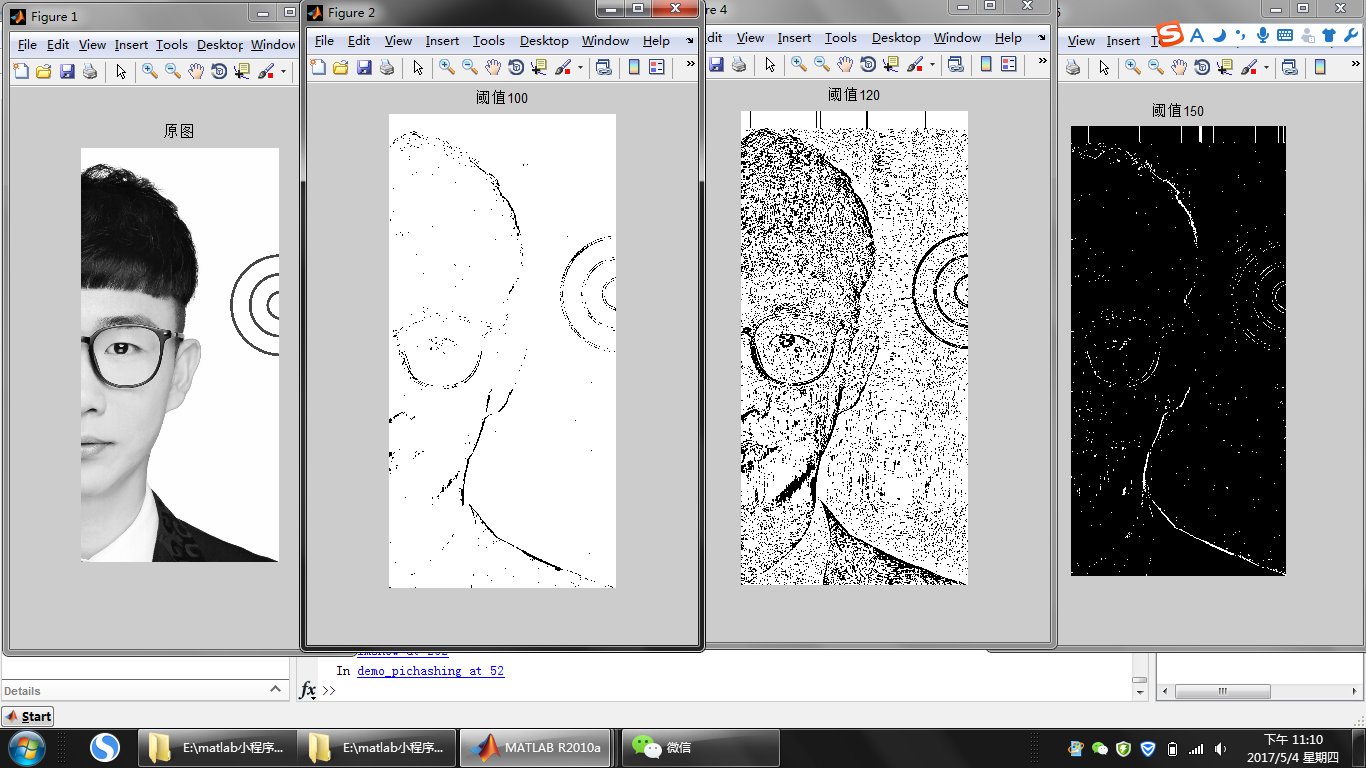 Figure 1
File Edit View Insert Tools Desktop Window
原图
Figure 2
File Edit View Insert Tools Desktop Window Help
阈值100
re 4
dit View Insert Tools Desktop Window Help
阈值120
5
View Insert
阈值150
In demo_pichashing at 52
fx >>
Details
Start
E:\matlab小程序...
E:\matlab小程序...
MATLAB R2010a
微信
下午 11:10
2017/5/4 星期四